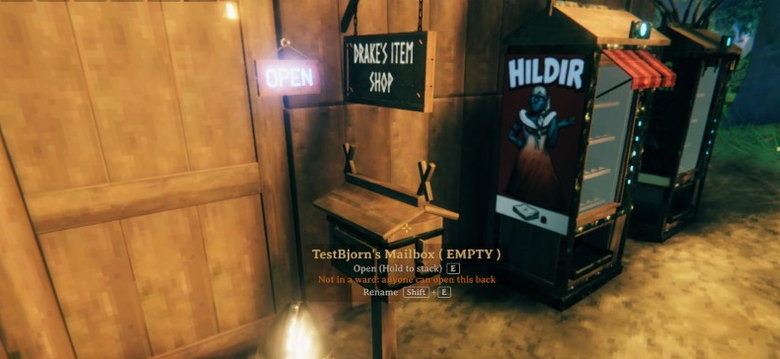 OPEN
DRAKE'S ITEM
SHOP
HILDIR
TestBjorn's Mailbox ( EMPTY )
Open (Hold to stack) E
Not in a ward: anyone can open this back
Rename Shift + E